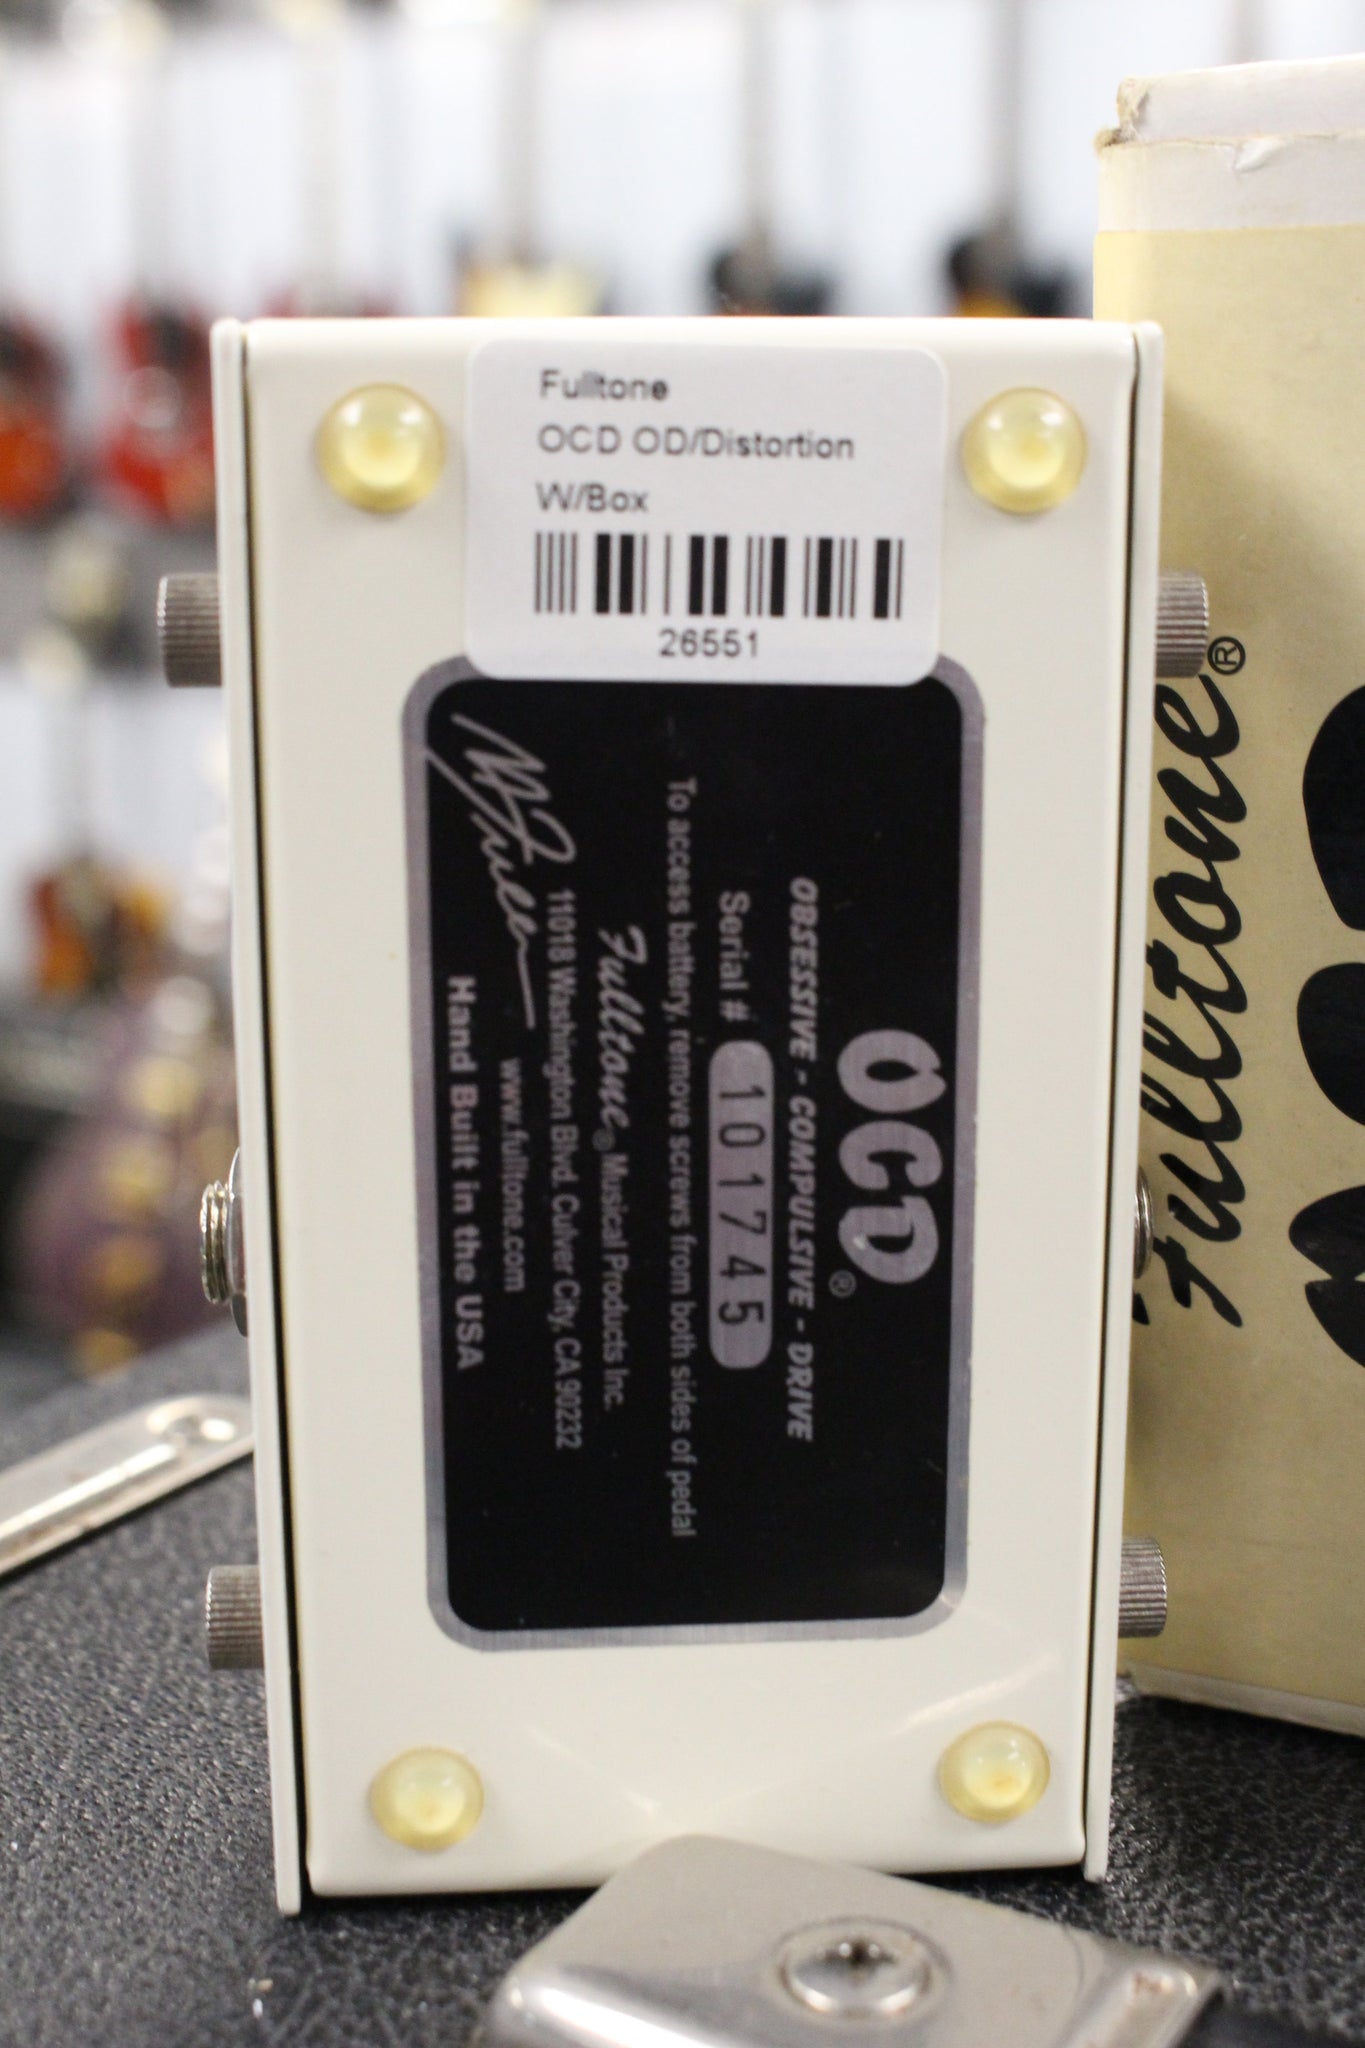 Fulltone
OCD OD/Distortion
W/Box
26551
OCD®
OBSESSIVE - COMPULSIVE - DRIVE
Serial # 101745
To access battery, remove screws from both sides of pedal
Fulltone® Musical Products Inc.
11018 Washington Blvd. Culver City, CA 90232
www.fulltone.com
Hand Built in the USA
M Fuller
Fulltone®